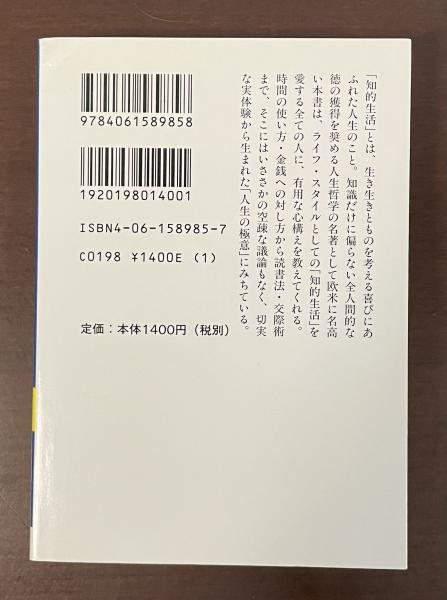 「知的生活」とは、生き生きとものを考える喜びにあ
ふれた人生のこと。知識だけに偏らない全人間的な
徳の獲得を奨める人生哲学の名著として欧米に名高
い本書は、ライフ・スタイルとしての「知的生活」を
愛する全ての人に、有用な心構えを教えてくれる。
時間の使い方・金銭への対し方から読書法・交際術
まで、そこにはいささかの空疎な議論もなく、切実
な実体験から生まれた「人生の極意」にみちている。
9784061589858
1920198014001
ISBN4-06-158985-7
C0198 ¥1400E (1)
定価：本体1400円（税別）